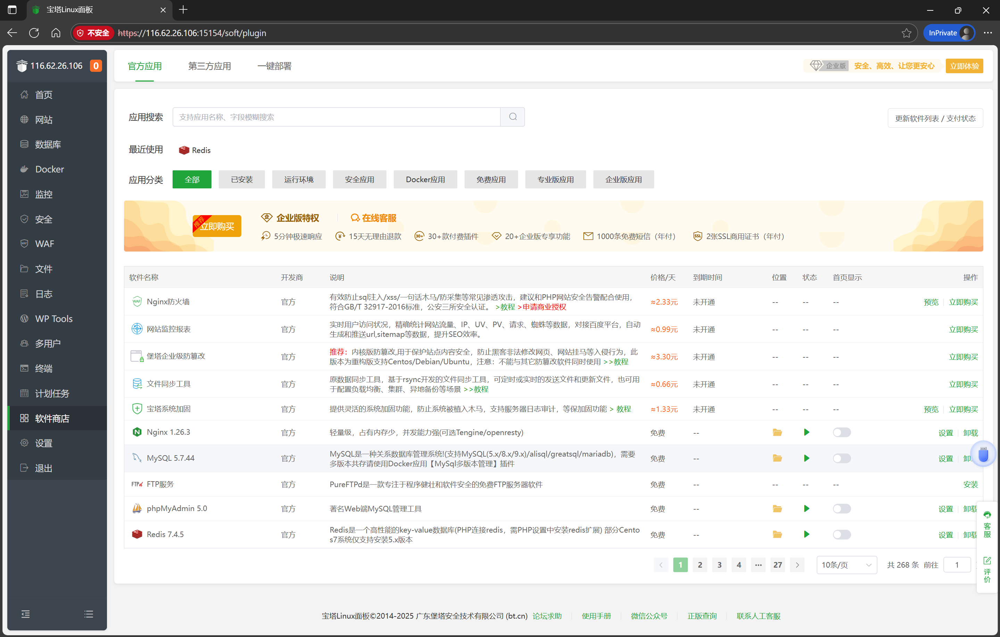 宝塔Linux面板
不安全 https://116.62.26.106:15154/soft/plugin
InPrivate
116.62.26.106 0
首页
网站
数据库
Docker
监控
安全
WAF
文件
日志
WP Tools
多用户
终端
计划任务
软件商店
设置
退出
官方应用 第三方应用 一键部署
企业版 安全、高效、让您更安心 立即体验
应用搜索 支持应用名称、字段模糊搜索
更新软件列表 / 支付状态
最近使用 Redis
应用分类 全部 已安装 运行环境 安全应用 Docker应用 免费应用 专业版应用 企业版应用
推荐 立即购买
企 企业版特权 在线客服
5分钟极速响应 ¥ 15天无理由退款 30+ 30+款付费插件 20+企业版专享功能 1000条免费短信（年付） SSL 2张SSL商用证书（年付）
软件名称 开发商 说明 价格/天 到期时间 位置 状态 首页显示 操作
WAF Nginx防火墙 官方 有效防止sql注入/xss/一句话木马/防采集等常见渗透攻击，建议和PHP网站安全告警配合使用，
符合GB/T 32917-2016标准，公安三所安全认证。 >教程 >申请商业授权 ≈2.33元 未开通 -- -- -- 预览 立即购买
网站监控报表 官方 实时用户访问状况，精确统计网站流量、IP、UV、PV、请求、蜘蛛等数据，对接百度平台，自动
生成和推送url,sitemap等数据，提升SEO效率。 ≈0.99元 未开通 -- -- -- 立即购买
堡塔企业级防篡改 官方 推荐：内核版防篡改,用于保护站点内容安全，防止黑客非法修改网页、网站挂马等入侵行为，此
版本为重构版支持Centos/Debian/Ubuntu，注意：不能与其它防篡改软件同时使用 >>教程 ≈3.30元 未开通 -- -- -- 立即购买
文件同步工具 官方 原数据同步工具，基于rsync开发的文件同步工具，可定时或实时的发送文件和更新文件，也可用
于配置负载均衡、集群、异地备份等场景 >>教程 ≈0.66元 未开通 -- -- -- 立即购买
宝塔系统加固 官方 提供灵活的系统加固功能，防止系统被植入木马，支持服务器日志审计，等保加固功能 > 教程 ≈1.33元 未开通 -- -- -- 预览 立即购买
Nginx 1.26.3 官方 轻量级，占有内存少，并发能力强(可选Tengine/openresty) 免费 -- 设置 卸载
MySQL 5.7.44 官方 MySQL是一种关系数据库管理系统!(支持MySQL(5.x/8.x/9.x)/alisql/greatsql/mariadb)，需要
多版本共存请使用Docker应用【MySql多版本管理】插件 免费 -- 设置 卸
FTPd FTP服务 官方 PureFTPd是一款专注于程序健壮和软件安全的免费FTP服务器软件 免费 -- -- -- -- 安装
phpMyAdmin 5.0 官方 著名Web端MySQL管理工具 免费 -- 设置 卸载
Redis 7.4.5 官方 Redis是一个高性能的key-value数据库(PHP连接redis，需PHP设置中安装redis扩展) 部分Cento
s7系统仅支持安装5.x版本 免费 -- 设置 卸载
客服
评价
1 2 3 4 ••• 27 10条/页 共 268 条 前往 1
宝塔Linux面板©2014-2025 广东堡塔安全技术有限公司 (bt.cn) 论坛求助 使用手册 微信公众号 正版查询 联系人工客服